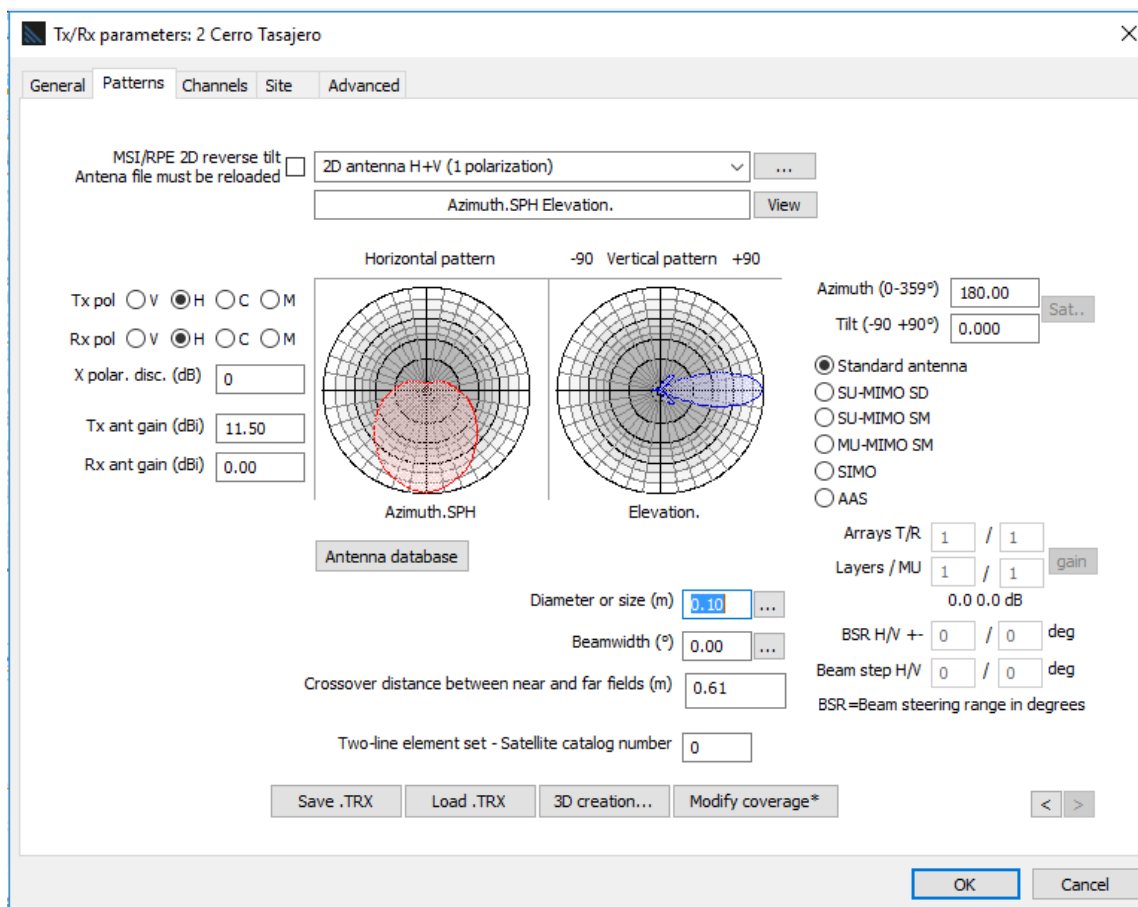 Tx/Rx parameters: 2 Cerro Tasajero
General Patterns Channels Site Advanced
MSI/RPE 2D reverse tilt
Antena file must be reloaded
2D antenna H+V (1 polarization)
...
Azimuth.SPH Elevation.
View
Horizontal pattern
-90 Vertical pattern +90
Tx pol V H C M
Rx pol V H C M
X polar. disc. (dB) 0
Tx ant gain (dBi) 11.50
Rx ant gain (dBi) 0.00
Azimuth.SPH
Elevation.
Azimuth (0-359°) 180.00
Tilt (-90 +90°) 0.000
Sat..
Standard antenna
SU-MIMO SD
SU-MIMO SM
MU-MIMO SM
SIMO
AAS
Arrays T/R 1 / 1
Layers / MU 1 / 1
gain
0.0 0.0 dB
BSR H/V +- 0 / 0 deg
Beam step H/V 0 / 0 deg
BSR=Beam steering range in degrees
Antenna database
Diameter or size (m) 0.10 ...
Beamwidth (°) 0.00 ...
Crossover distance between near and far fields (m) 0.61
Two-line element set - Satellite catalog number 0
Save .TRX Load .TRX 3D creation... Modify coverage* < >
OK Cancel